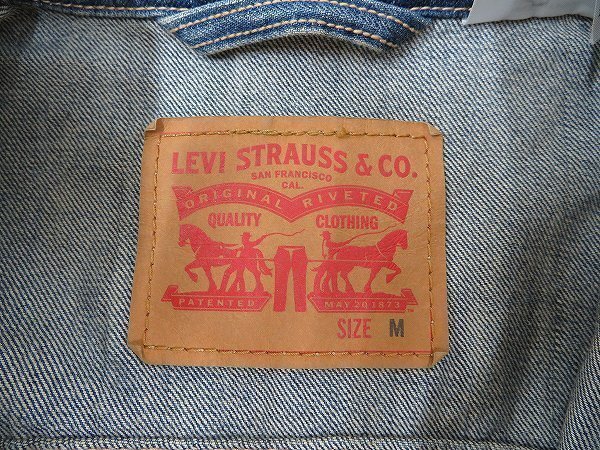 LEVI STRAUSS & CO.
SAN FRANCISCO
CAL.
ORIGINAL RIVETED
QUALITY CLOTHING
PATENTED MAY 20 1873
SIZE M